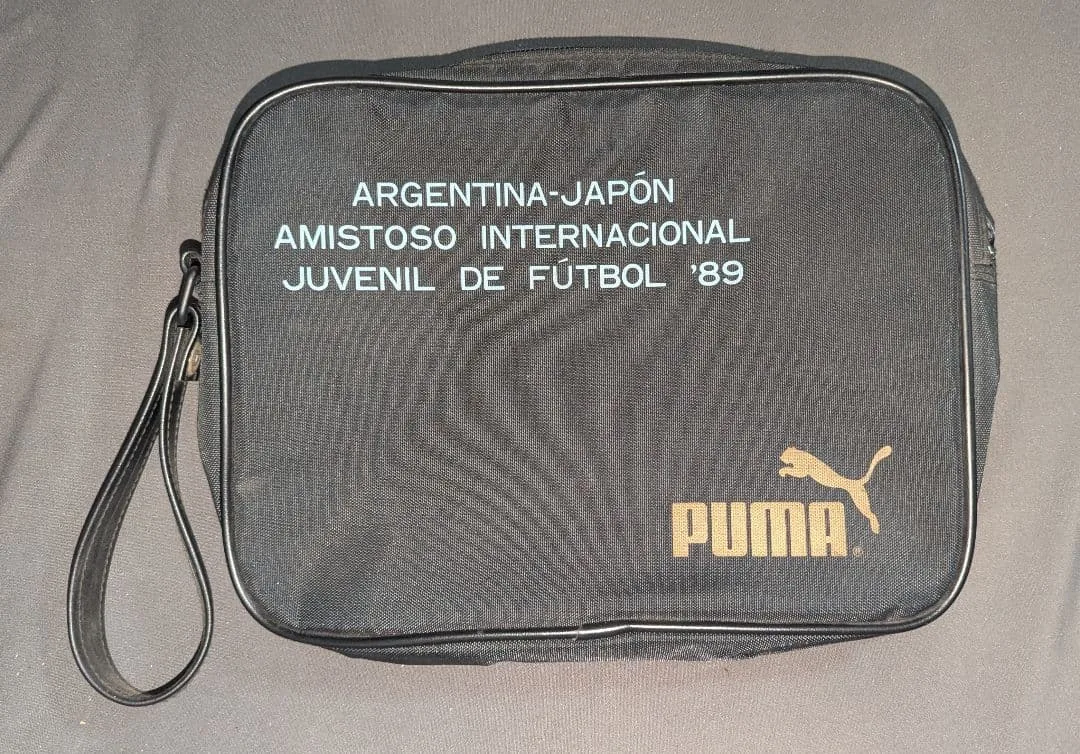 ARGENTINA-JAPÓN
AMISTOSO INTERNACIONAL
JUVENIL DE FÚTBOL '89
PUMA®